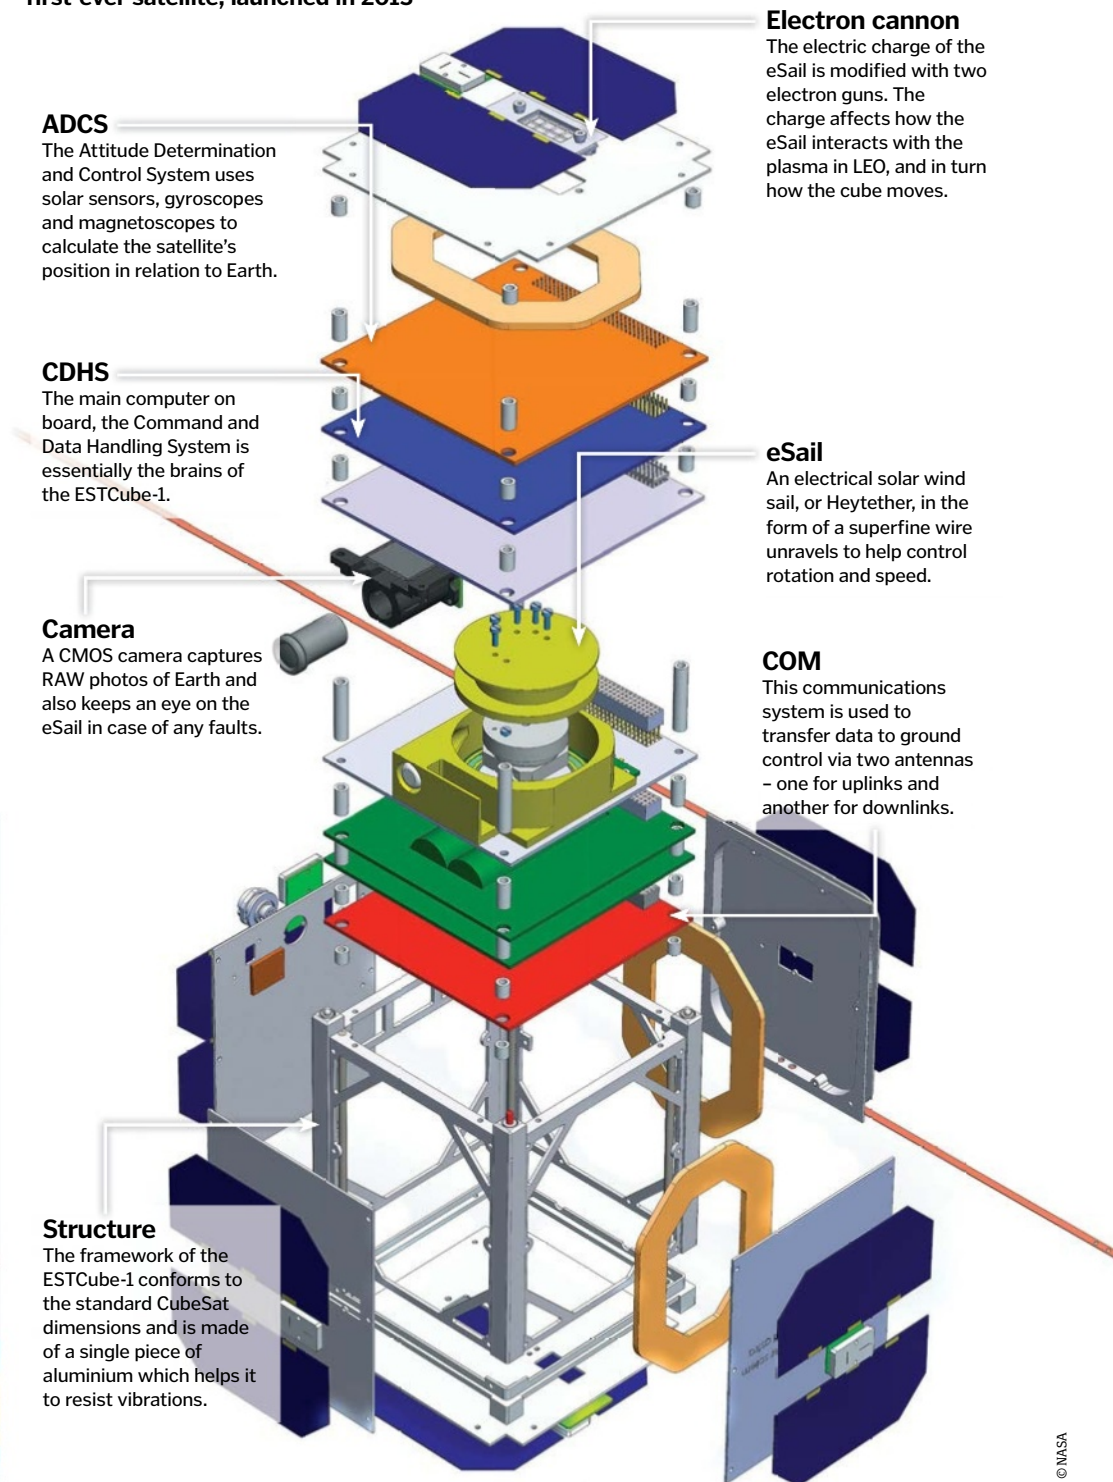 first-ever satellite, launched in 2013
Electron cannon
The electric charge of the
eSail is modified with two
electron guns. The
charge affects how the
eSail interacts with the
plasma in LEO, and in turn
how the cube moves.
ADCS
The Attitude Determination
and Control System uses
solar sensors, gyroscopes
and magnetoscopes to
calculate the satellite's
position in relation to Earth.
CDHS
The main computer on
board, the Command and
Data Handling System is
essentially the brains of
the ESTCube-1.
eSail
An electrical solar wind
sail, or Heytether, in the
form of a superfine wire
unravels to help control
rotation and speed.
Camera
A CMOS camera captures
RAW photos of Earth and
also keeps an eye on the
eSail in case of any faults.
COM
This communications
system is used to
transfer data to ground
control via two antennas
– one for uplinks and
another for downlinks.
Structure
The framework of the
ESTCube-1 conforms to
the standard CubeSat
dimensions and is made
of a single piece of
aluminium which helps it
to resist vibrations.
© NASA